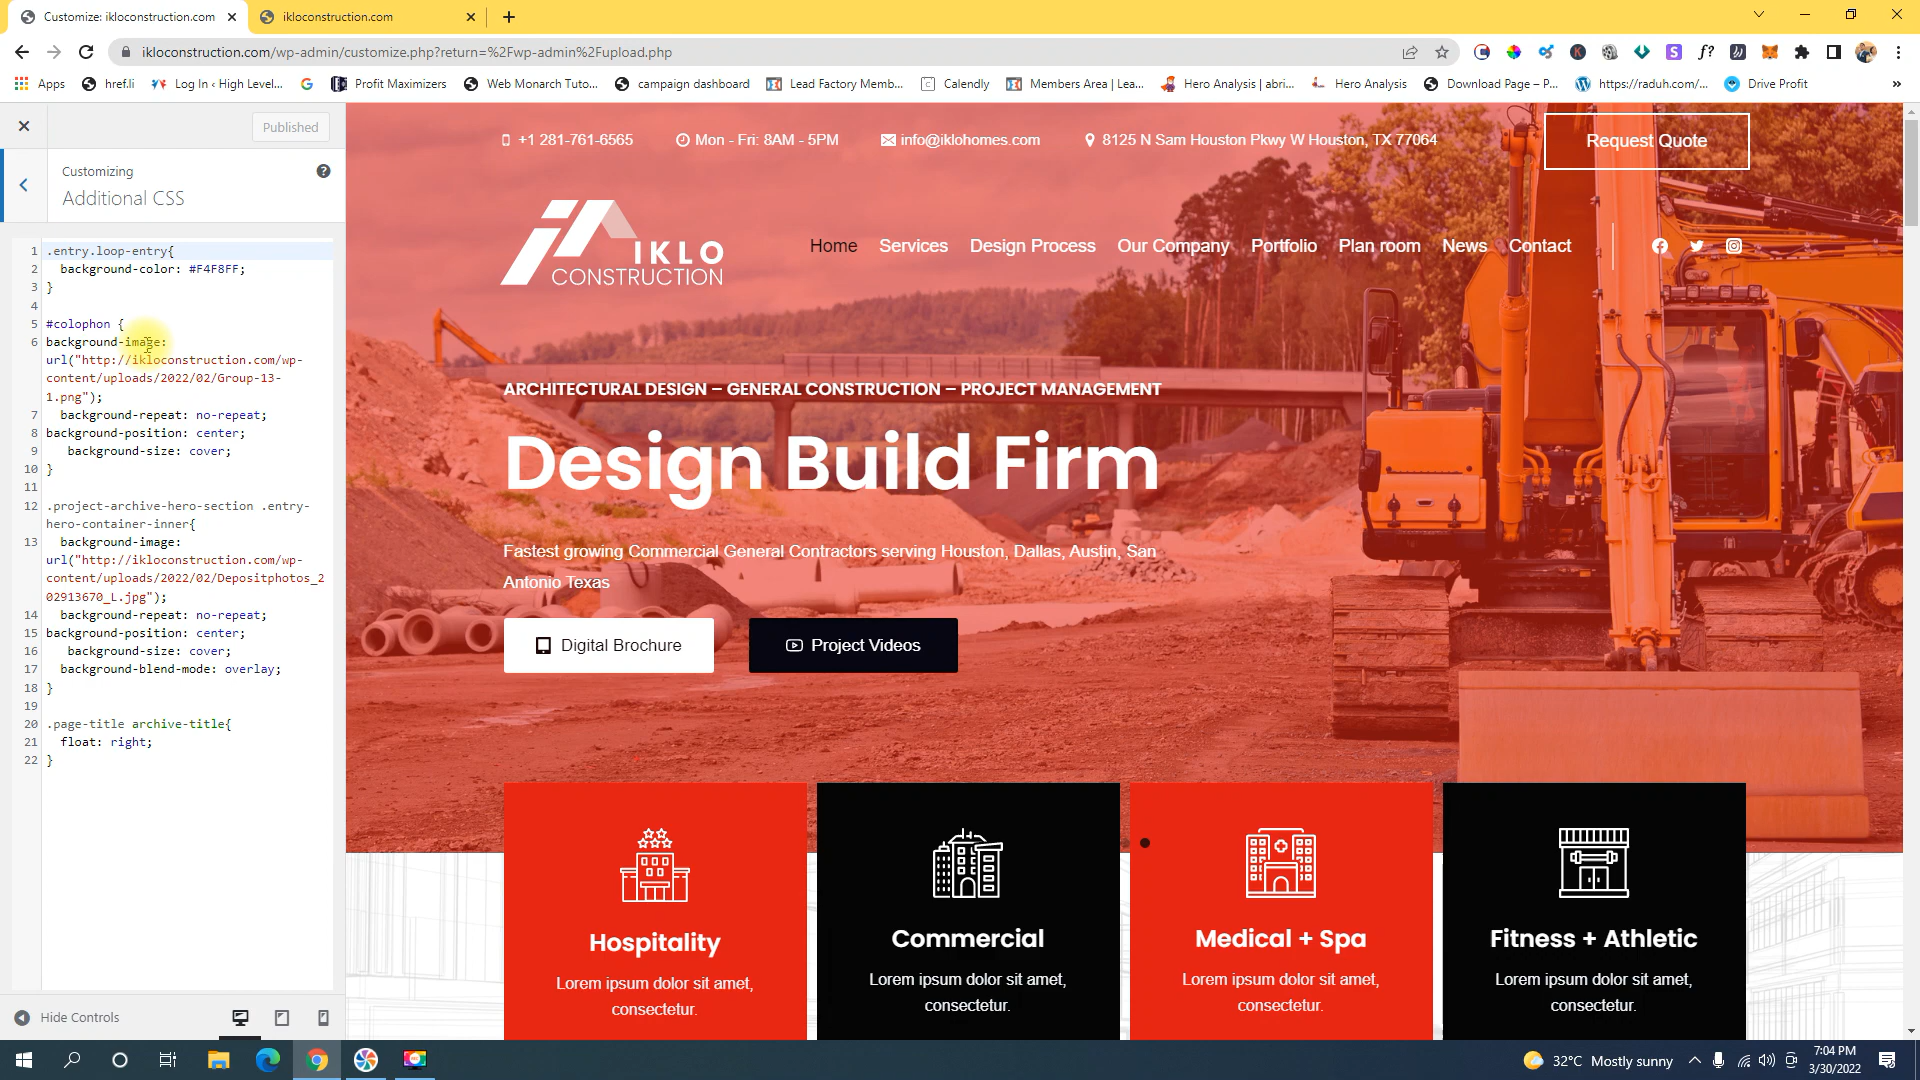 Customize: ikloconstruction.com
ikloconstruction.com
ikloconstruction.com/wp-admin/customize.php?return=%2Fwp-admin%2Fupload.php
Apps
href.li
Log In ‹ High Level...
Profit Maximizers
Web Monarch Tuto...
campaign dashboard
Lead Factory Memb...
Calendly
Members Area | Lea...
Hero Analysis | abri...
Hero Analysis
Download Page – P...
https://raduh.com/...
Drive Profit
»
Published
Customizing
Additional CSS
1 .entry.loop-entry{
2 background-color: #F4F8FF;
3 }
4
5 #colophon {
6 background-image:
url("http://ikloconstruction.com/wp-
content/uploads/2022/02/Group-13-
1.png");
7 background-repeat: no-repeat;
8 background-position: center;
9 background-size: cover;
10 }
11
12 .project-archive-hero-section .entry-
hero-container-inner{
13 background-image:
url("http://ikloconstruction.com/wp-
content/uploads/2022/02/Depositphotos_2
02913670_L.jpg");
14 background-repeat: no-repeat;
15 background-position: center;
16 background-size: cover;
17 background-blend-mode: overlay;
18 }
19
20 .page-title archive-title{
21 float: right;
22 }
Hide Controls
+1 281-761-6565
Mon - Fri: 8AM - 5PM
info@iklohomes.com
8125 N Sam Houston Pkwy W Houston, TX 77064
Request Quote
IKLO
CONSTRUCTION
Home
Services
Design Process
Our Company
Portfolio
Plan room
News
Contact
ARCHITECTURAL DESIGN – GENERAL CONSTRUCTION – PROJECT MANAGEMENT
Design Build Firm
Fastest growing Commercial General Contractors serving Houston, Dallas, Austin, San
Antonio Texas
Digital Brochure
Project Videos
Hospitality
Lorem ipsum dolor sit amet,
consectetur.
Commercial
Lorem ipsum dolor sit amet,
consectetur.
Medical + Spa
Lorem ipsum dolor sit amet,
consectetur.
Fitness + Athletic
Lorem ipsum dolor sit amet,
consectetur.
32°C Mostly sunny
7:04 PM
3/30/2022